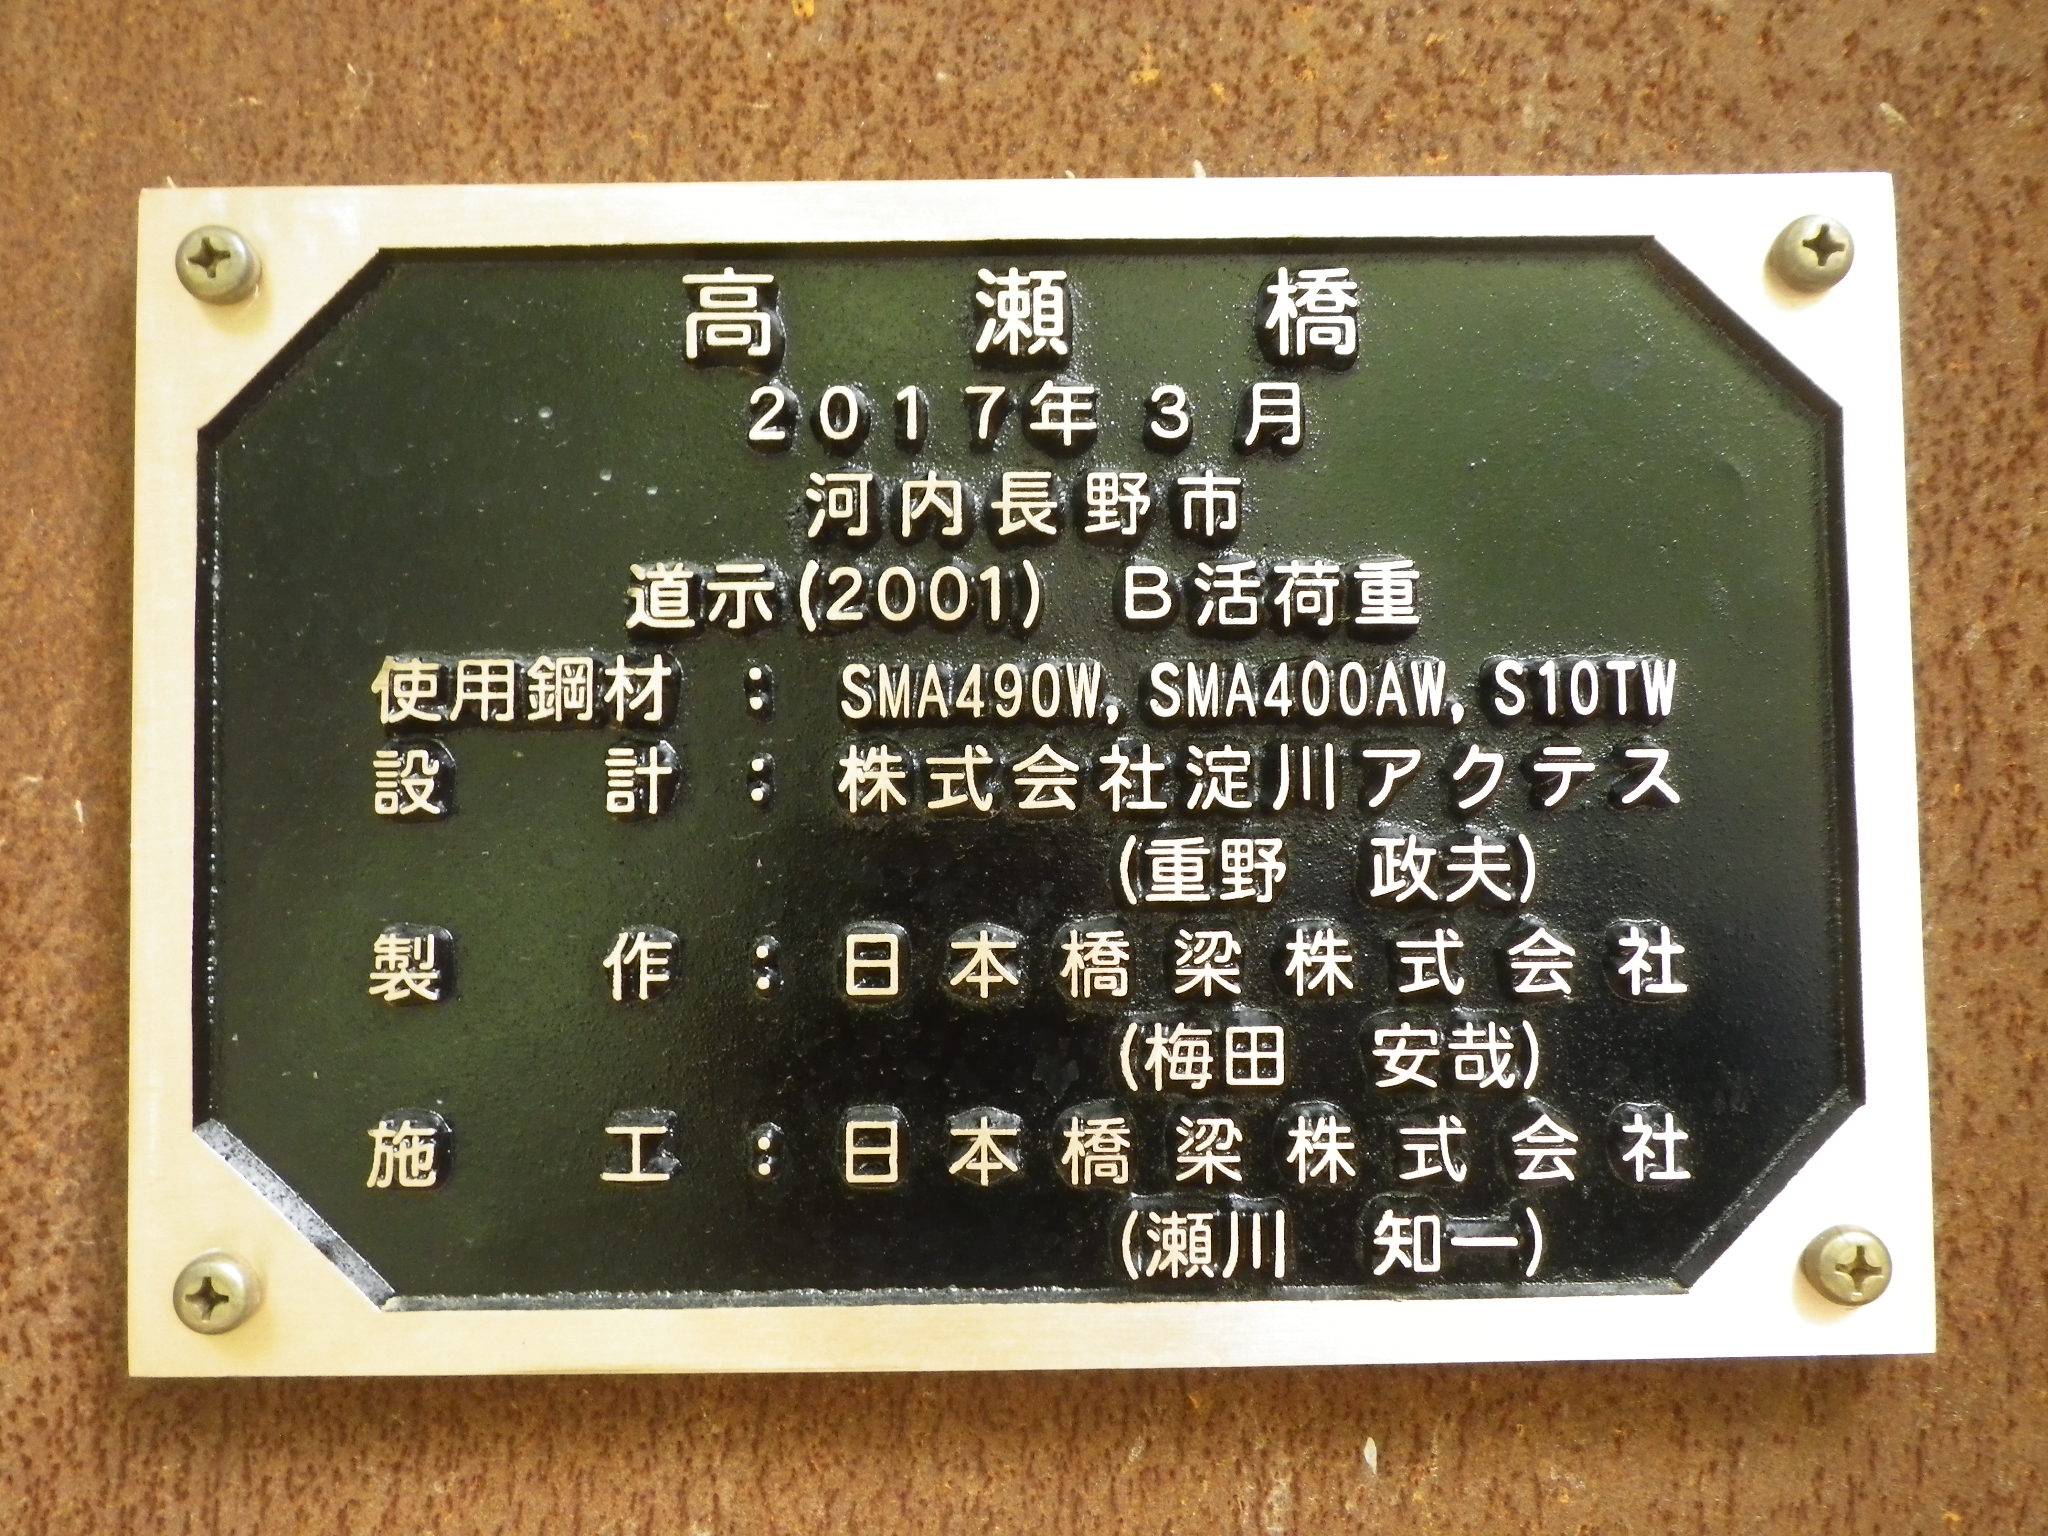 高瀬橋
2017年3月
河内長野市
道示(2001) B活荷重
使用鋼材 : SMA490W, SMA400AW, S10TW
設計 : 株式会社淀川アクテス
(重野 政夫)
製作 : 日本橋梁株式会社
(梅田 安哉)
施工 : 日本橋梁株式会社
(瀬川 知一)